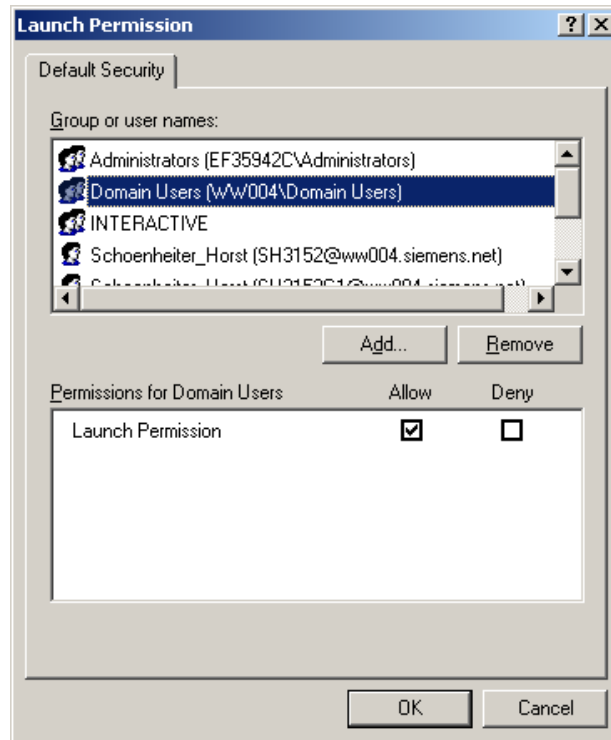 Launch Permission
Default Security
Group or user names:
Administrators (EF35942C\Administrators)
Domain Users (WW004\Domain Users)
INTERACTIVE
Schoenheiter_Horst (SH3152@ww004.siemens.net)
Add... Remove
Permissions for Domain Users Allow Deny
Launch Permission
OK Cancel